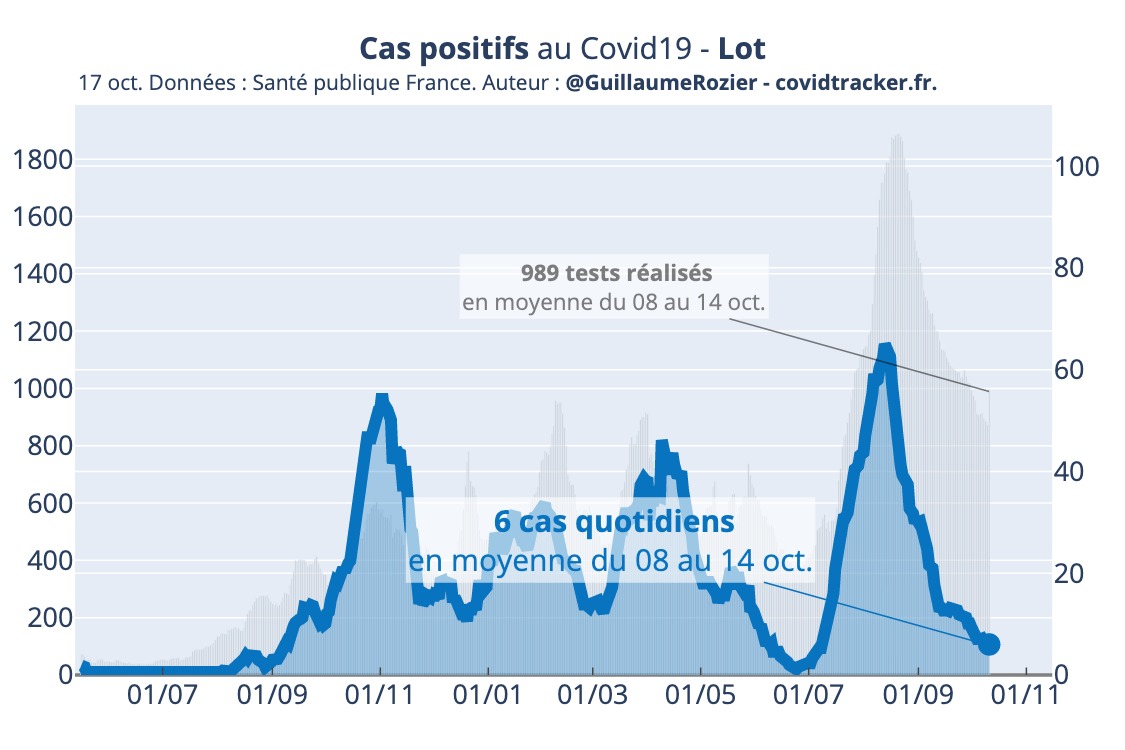 Cas positifs au Covid19 - Lot
17 oct. Données : Santé publique France. Auteur : @GuillaumeRozier - covidtracker.fr.
1800
1600
1400
1200
1000
800
600
400
200
0
100
80
60
40
20
0
989 tests réalisés
en moyenne du 08 au 14 oct.
6 cas quotidiens
en moyenne du 08 au 14 oct.
01/07 01/09 01/11 01/01 01/03 01/05 01/07 01/09 01/11